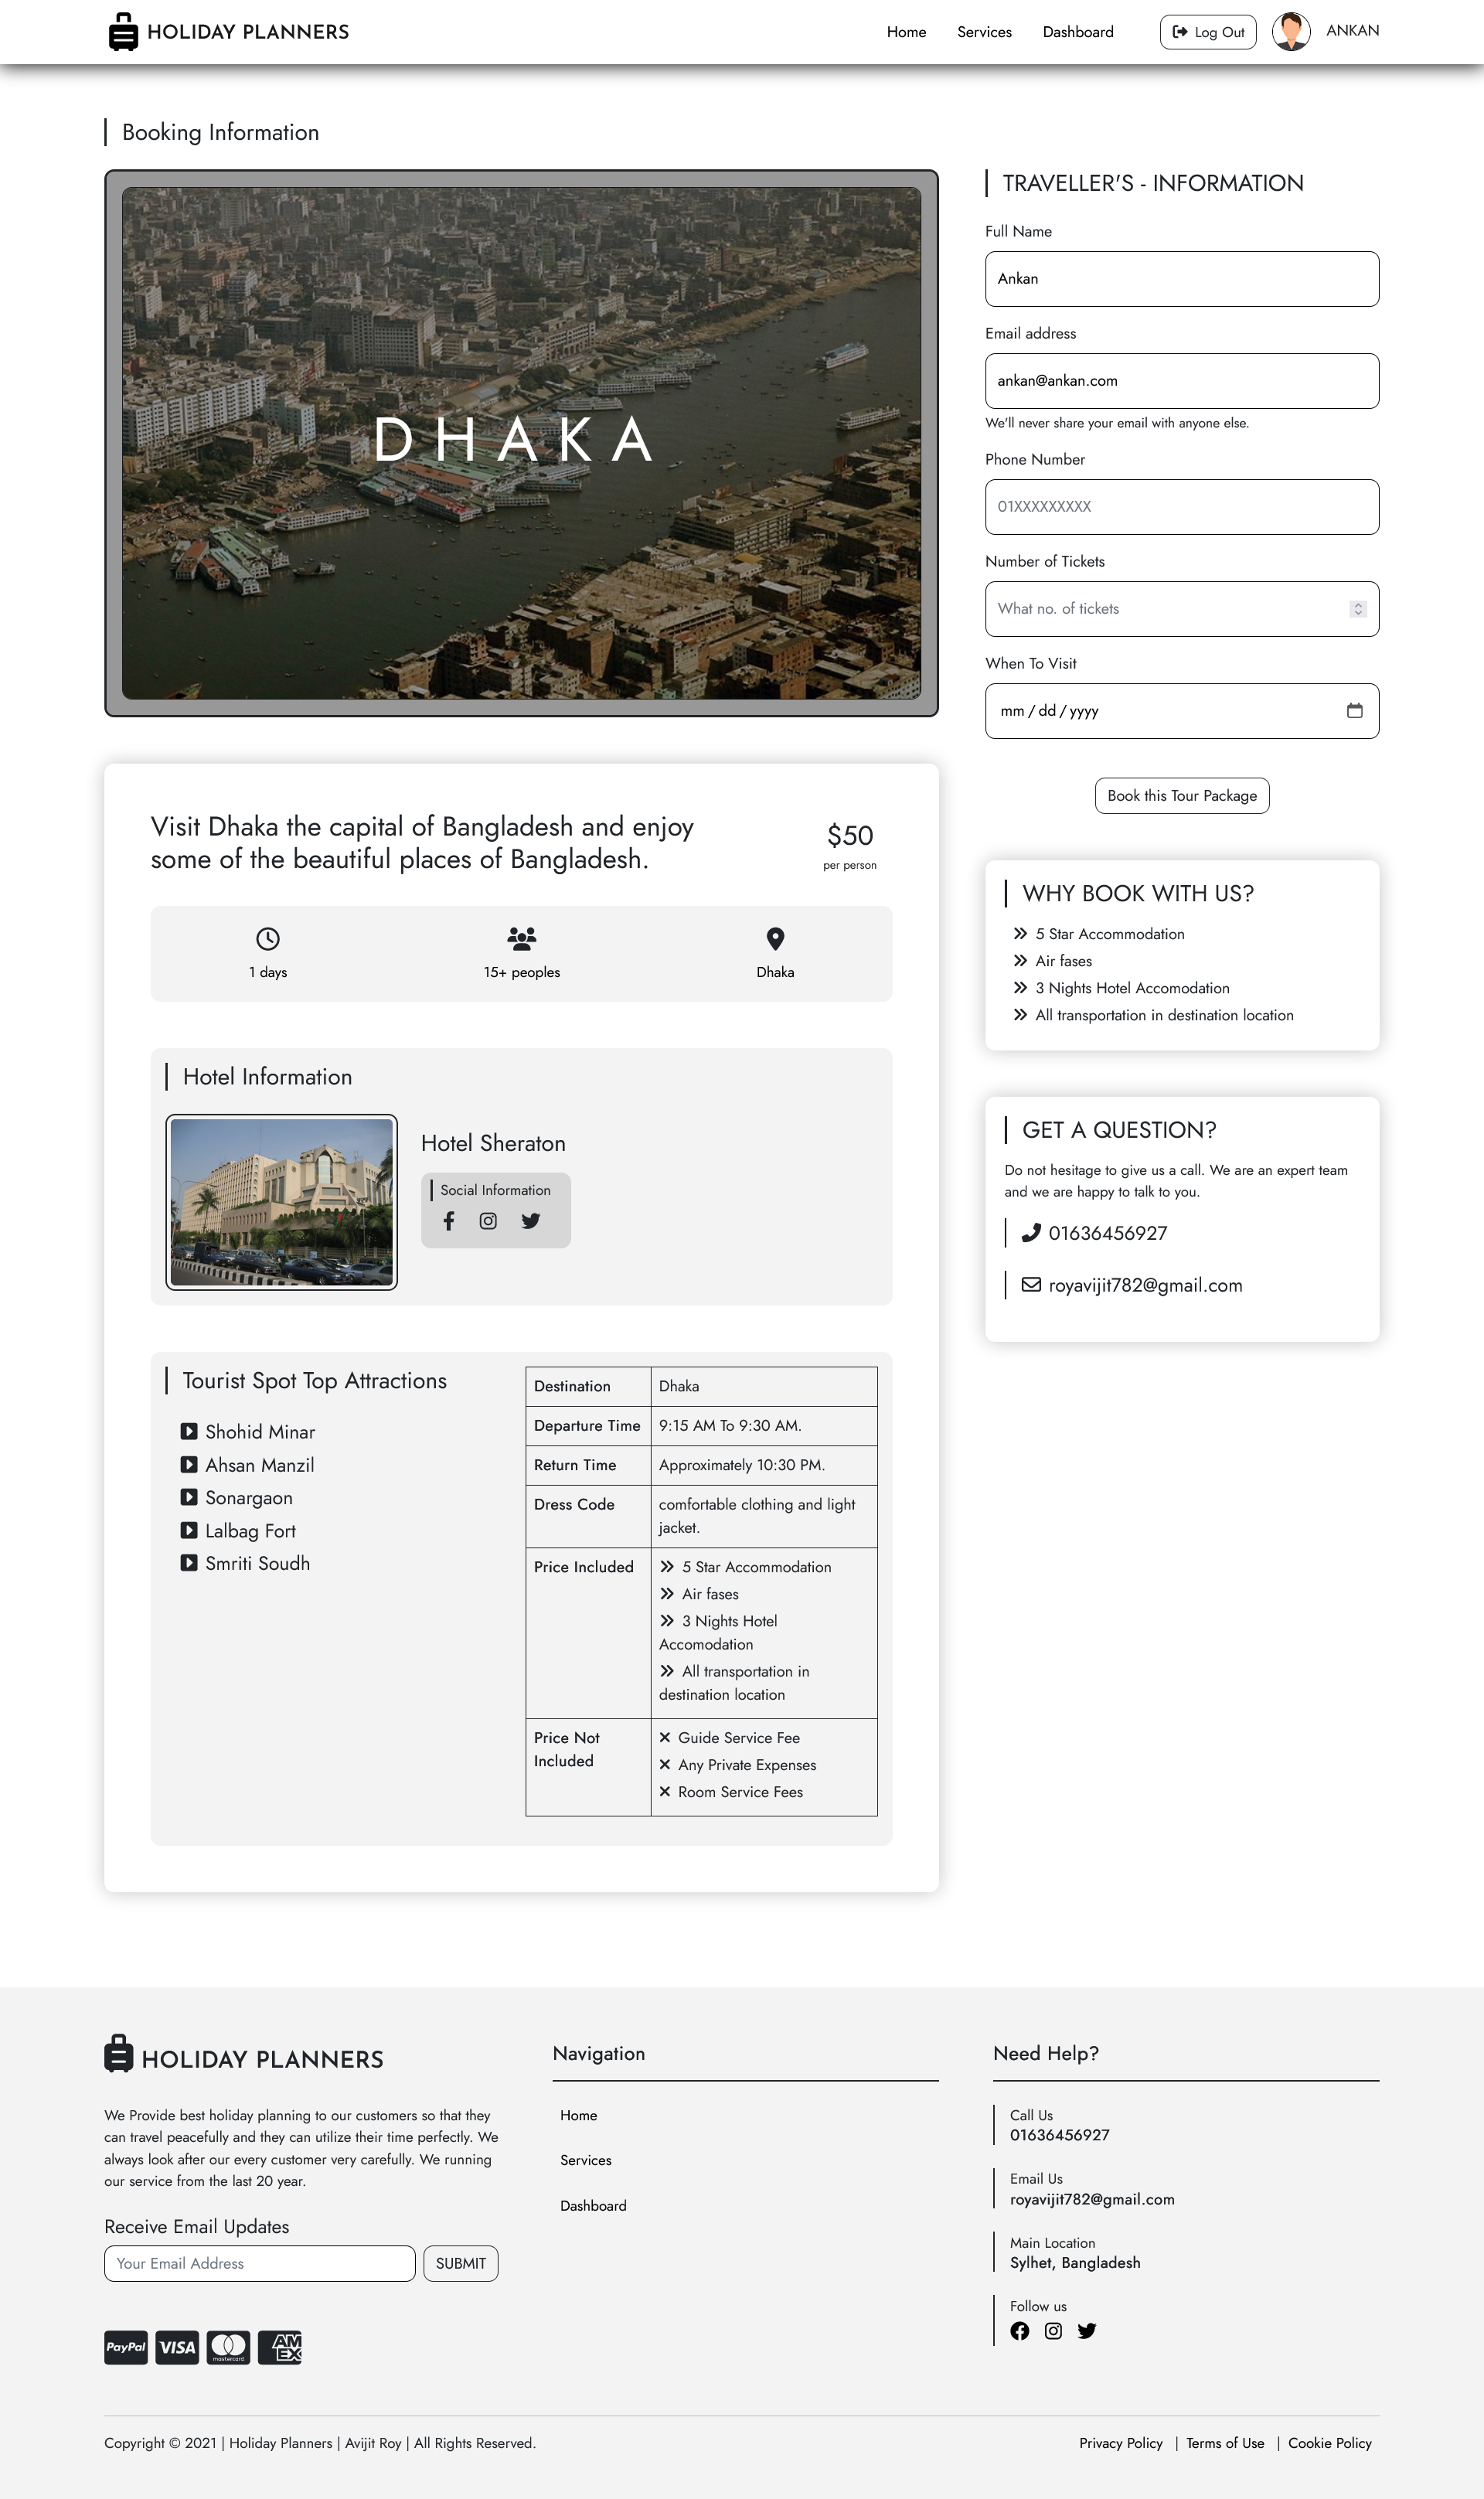 HOLIDAY PLANNERS
Home
Services
Dashboard
Log Out
ANKAN
Booking Information
DHAKA
Visit Dhaka the capital of Bangladesh and enjoy
some of the beautiful places of Bangladesh.
$50
per person
1 days
15+ peoples
Dhaka
Hotel Information
Hotel Sheraton
Social Information
Tourist Spot Top Attractions
Shohid Minar
Ahsan Manzil
Sonargaon
Lalbag Fort
Smriti Soudh
Destination
Dhaka
Departure Time
9:15 AM To 9:30 AM.
Return Time
Approximately 10:30 PM.
Dress Code
comfortable clothing and light
jacket.
Price Included
5 Star Accommodation
Air fases
3 Nights Hotel
Accomodation
All transportation in
destination location
Price Not
Included
Guide Service Fee
Any Private Expenses
Room Service Fees
TRAVELLER'S - INFORMATION
Full Name
Ankan
Email address
ankan@ankan.com
We'll never share your email with anyone else.
Phone Number
01XXXXXXXXX
Number of Tickets
What no. of tickets
When To Visit
mm / dd / yyyy
Book this Tour Package
WHY BOOK WITH US?
5 Star Accommodation
Air fases
3 Nights Hotel Accomodation
All transportation in destination location
GET A QUESTION?
Do not hesitage to give us a call. We are an expert team
and we are happy to talk to you.
01636456927
royavijit782@gmail.com
HOLIDAY PLANNERS
We Provide best holiday planning to our customers so that they
can travel peacefully and they can utilize their time perfectly. We
always look after our every customer very carefully. We running
our service from the last 20 year.
Receive Email Updates
Your Email Address
SUBMIT
PayPal
VISA
mastercard
AM
EX
Navigation
Home
Services
Dashboard
Need Help?
Call Us
01636456927
Email Us
royavijit782@gmail.com
Main Location
Sylhet, Bangladesh
Follow us
Copyright © 2021 | Holiday Planners | Avijit Roy | All Rights Reserved.
Privacy Policy | Terms of Use | Cookie Policy